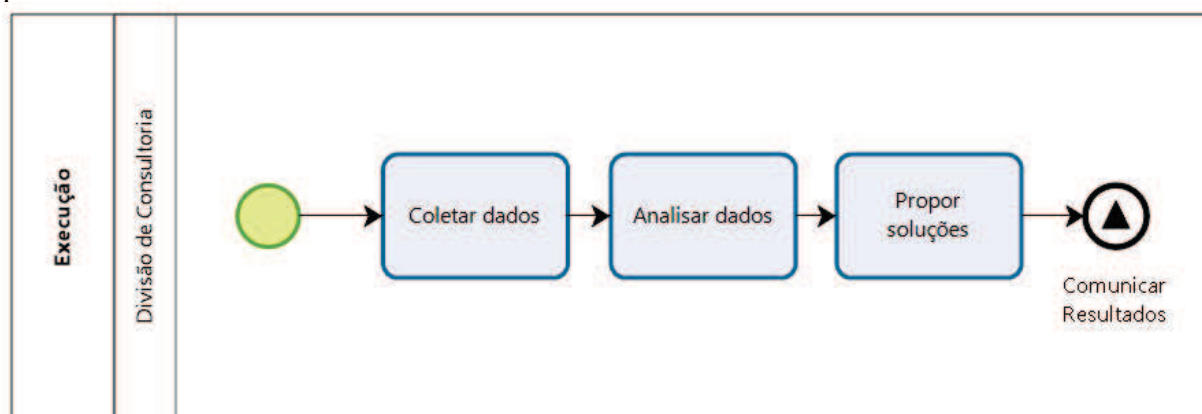 Execução
Divisão de Consultoria
Coletar dados
Analisar dados
Propor
soluções
Comunicar
Resultados